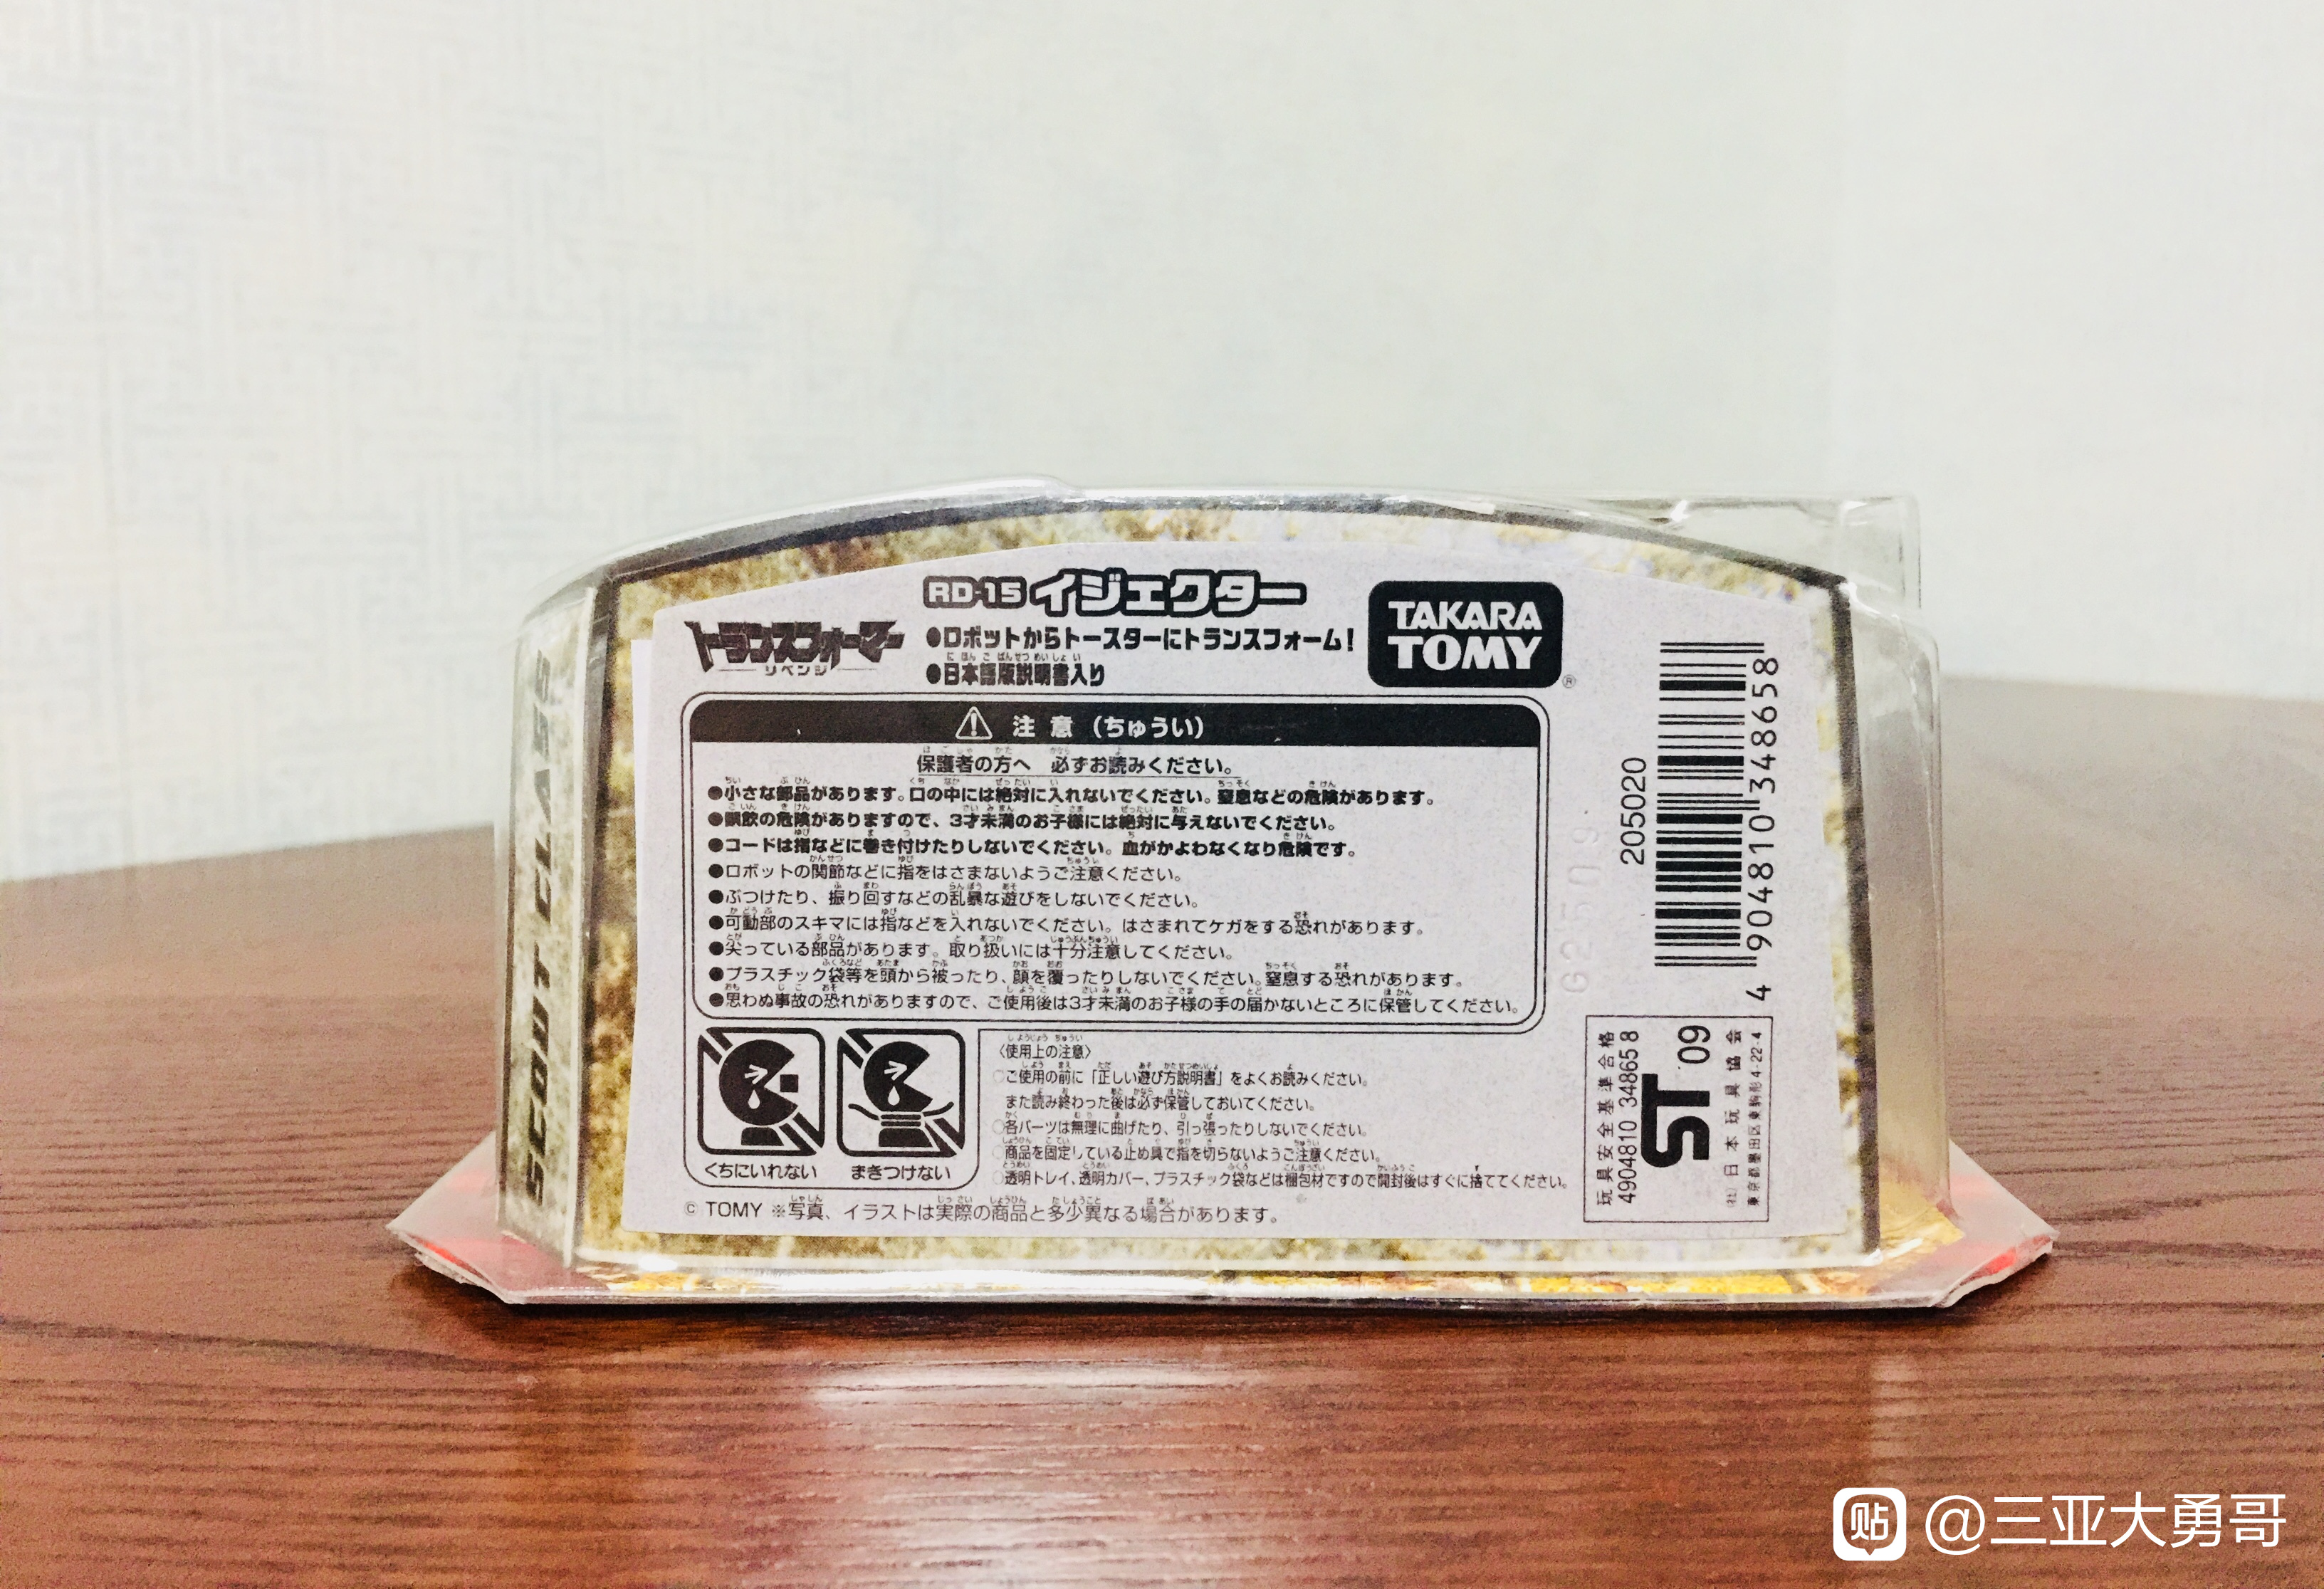 SCOUT CLASS
RD-15 イジェクター
トランスフォーマー
リベンジ
●ロボットからトースターにトランスフォーム!
●日本語版説明書入り
TAKARA
TOMY
®
⚠ 注意(ちゅうい)
保護者の方へ 必ずお読みください。
●小さな部品があります。口の中には絶対に入れないでください。窒息などの危険があります。
●誤飲の危険がありますので、3才未満のお子様には絶対に与えないでください。
●コードは指などに巻き付けたりしないでください。血がかよわなくなり危険です。
●ロボットの関節などに指をはさまないようご注意ください。
●ぶつけたり、振り回すなどの乱暴な遊びをしないでください。
●可動部のスキマには指などを入れないでください。はさまれてケガをする恐れがあります。
●尖っている部品があります。取り扱いには十分注意してください。
●プラスチック袋等を頭から被ったり、顔を覆ったりしないでください。窒息する恐れがあります。
●思わぬ事故の恐れがありますので、ご使用後は3才未満のお子様の手の届かないところに保管してください。
くちにいれない
まきつけない
〈使用上の注意〉
○ご使用の前に「正しい遊び方説明書」をよくお読みください。
また読み終わった後は必ず保管しておいてください。
○各パーツは無理に曲げたり、引っ張ったりしないでください。
○商品を固定している止め具で指を切らないようご注意ください。
○透明トレイ、透明カバー、プラスチック袋などは梱包材ですので開封後はすぐに捨ててください。
© TOMY ※写真、イラストは実際の商品と多少異なる場合があります。
205020
4 904810 348658
玩具安全基準合格
4904810 34865 8
ST 09
社 日本玩具協会
東京都墨田区東駒形4-22-4
貼 @三亚大勇哥